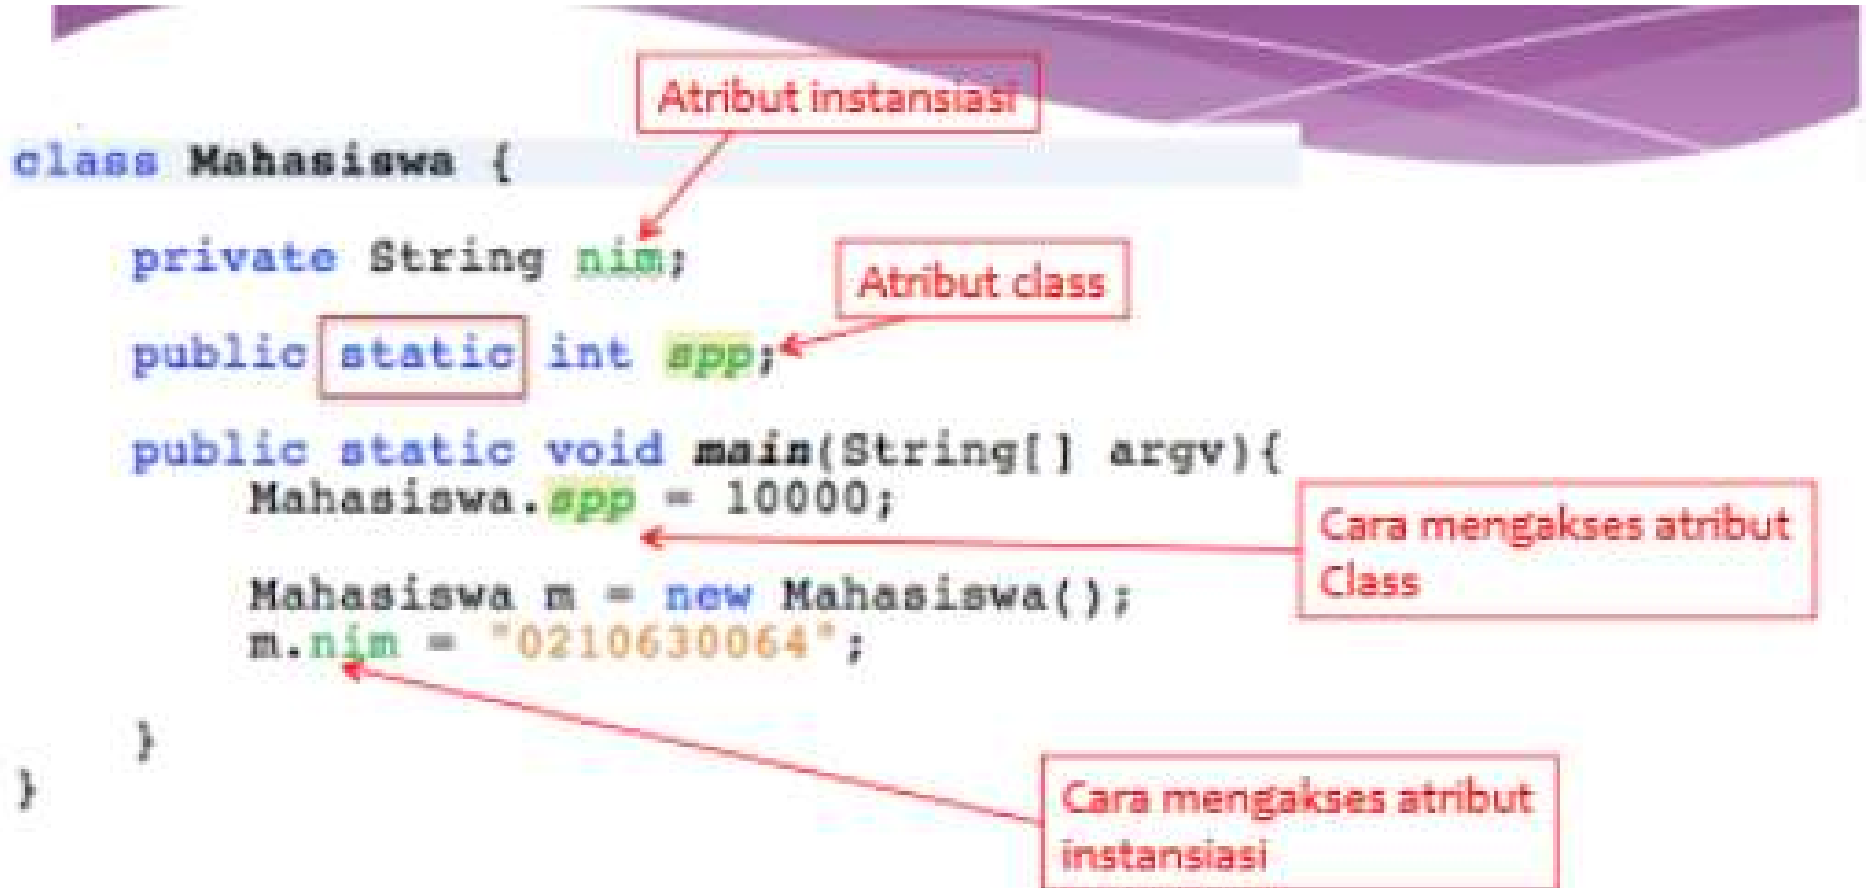 Atribut instansiasi
class Mahasiswa {
private String nim;
Atribut class
public static int spp;
public static void main(String[] argv){
Mahasiswa.spp = 10000;
Cara mengakses atribut
Class
Mahasiswa m = new Mahasiswa();
m.nim = "0210630064";
}
}
Cara mengakses atribut
instansiasi